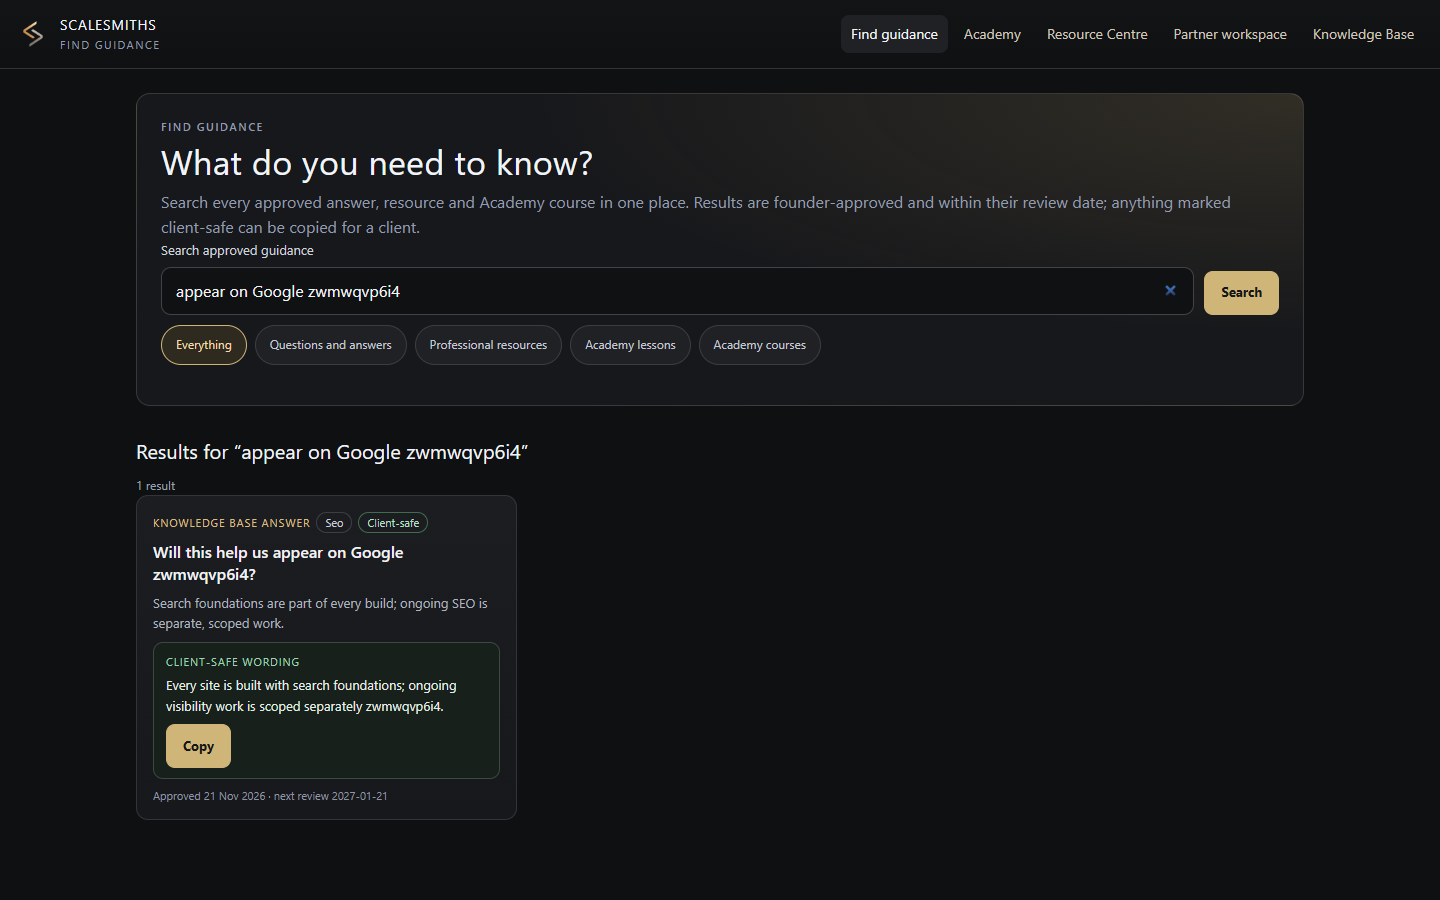 SCALESMITHS
FIND GUIDANCE
Find guidance
Academy
Resource Centre
Partner workspace
Knowledge Base
FIND GUIDANCE
What do you need to know?
Search every approved answer, resource and Academy course in one place. Results are founder-approved and within their review date; anything marked
client-safe can be copied for a client.
Search approved guidance
appear on Google zwmwqvp6i4
Search
Everything
Questions and answers
Professional resources
Academy lessons
Academy courses
Results for “appear on Google zwmwqvp6i4”
1 result
KNOWLEDGE BASE ANSWER Seo Client-safe
Will this help us appear on Google
zwmwqvp6i4?
Search foundations are part of every build; ongoing SEO is
separate, scoped work.
CLIENT-SAFE WORDING
Every site is built with search foundations; ongoing
visibility work is scoped separately zwmwqvp6i4.
Copy
Approved 21 Nov 2026 · next review 2027-01-21